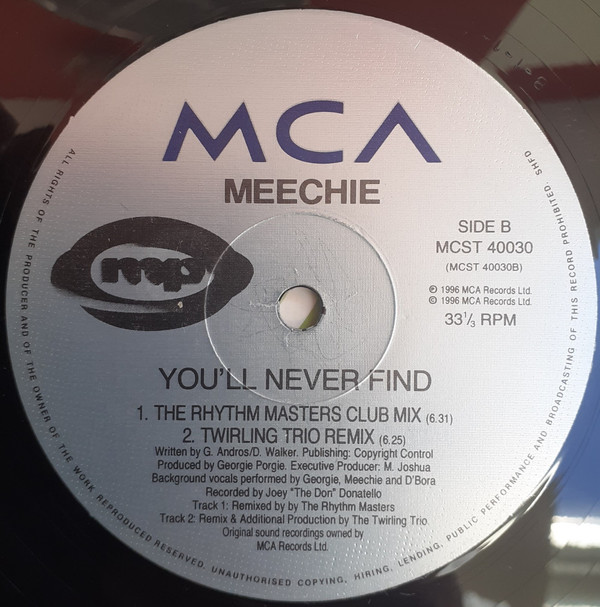 MCA
MEECHIE
mp
SIDE B
MCST 40030
(MCST 40030B)
℗ 1996 MCA Records Ltd.
© 1996 MCA Records Ltd.
33⅓ RPM
YOU'LL NEVER FIND
1. THE RHYTHM MASTERS CLUB MIX (6.31)
2. TWIRLING TRIO REMIX (6.25)
Written by G. Andros/D. Walker. Publishing: Copyright Control
Produced by Georgie Porgie. Executive Producer: M. Joshua
Background vocals performed by Georgie, Meechie and D'Bora
Recorded by Joey "The Don" Donatello
Track 1: Remixed by by The Rhythm Masters
Track 2: Remix & Additional Production by The Twirling Trio
Original sound recordings owned by
MCA Records Ltd.
ALL RIGHTS OF THE PRODUCER AND OF THE OWNER OF THE WORK REPRODUCED RESERVED. UNAUTHORISED COPYING, HIRING, LENDING, PUBLIC PERFORMANCE AND BROADCASTING OF THIS RECORD PROHIBITED. SHFD